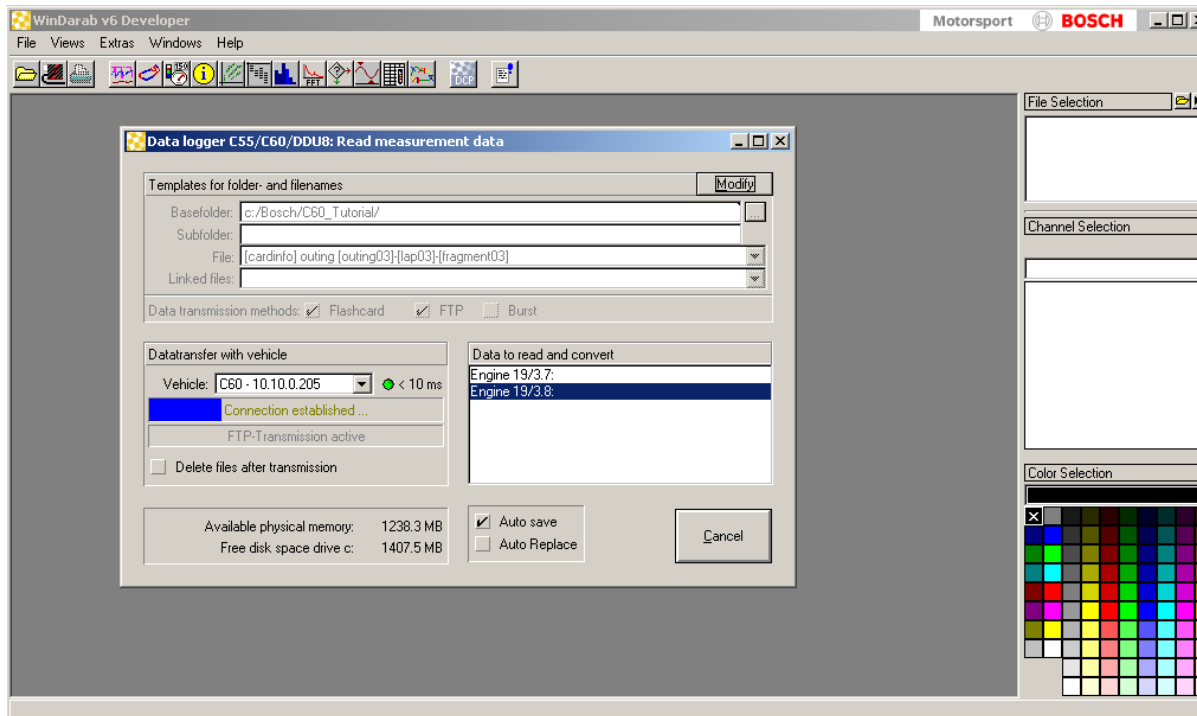 WinDarab v6 Developer
Motorsport BOSCH
File Views Extras Windows Help
FFT DCP
File Selection
Data logger C55/C60/DDU8: Read measurement data
Templates for folder- and filenames
Modify
Basefolder: c:/Bosch/C60_Tutorial/ ...
Subfolder:
File: [cardinfo] outing [outing03]-[lap03]-[fragment03]
Linked files:
Data transmission methods: Flashcard FTP Burst
Channel Selection
Datatransfer with vehicle
Vehicle: C60 - 10.10.0.205 < 10 ms
Connection established ...
FTP-Transmission active
Delete files after transmission
Data to read and convert
Engine 19/3.7:
Engine 19/3.8:
Color Selection
Available physical memory: 1238.3 MB
Free disk space drive c: 1407.5 MB
Auto save
Auto Replace
Cancel